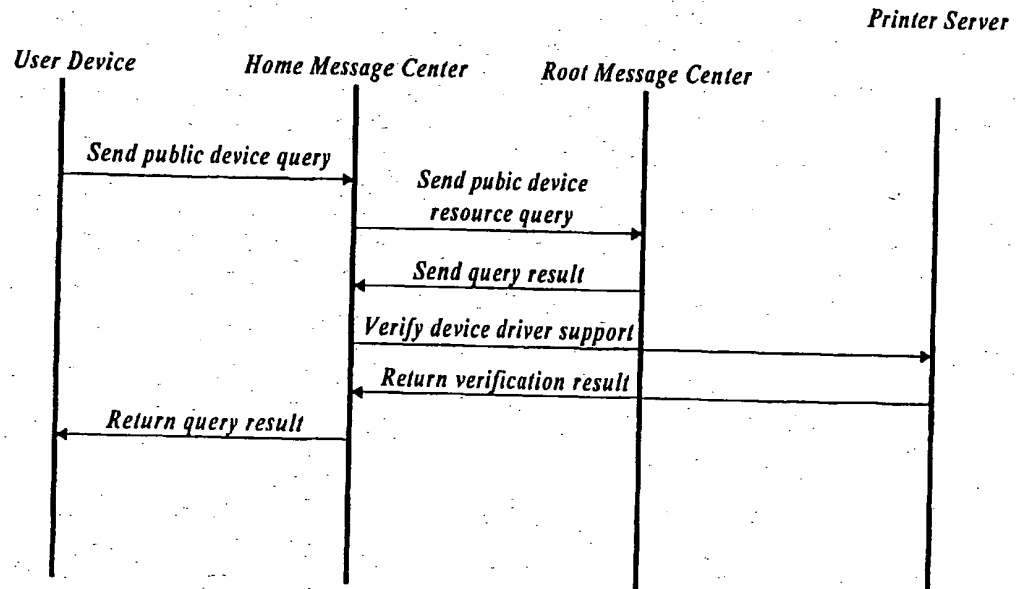 Printer Server
User Device
Home Message Center
Root Message Center
Send public device query
Send pubic device
resource query
Send query result
Verify device driver support
Return verification result
Return query result